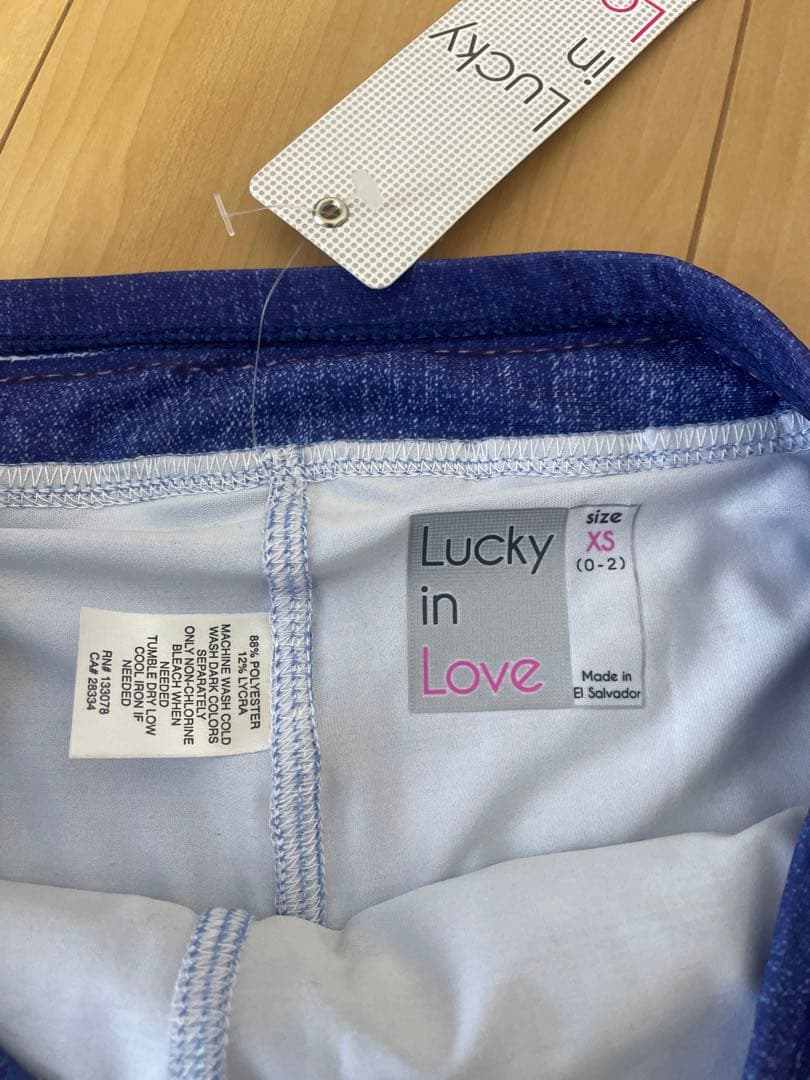 Lucky
in
Lo
Lucky
in
Love
size
XS
(0-2)
Made in
El Salvador
88% POLYESTER
12% LYCRA
MACHINE WASH COLD
WASH DARK COLORS
SEPARATELY
ONLY NON-CHLORINE
BLEACH WHEN
NEEDED
TUMBLE DRY LOW
COOL IRON IF
NEEDED
RN# 133078
CA# 28334